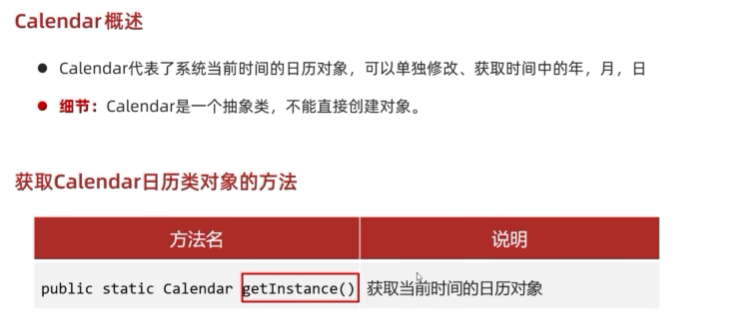 Calendar概述
● Calendar代表了系统当前时间的日历对象，可以单独修改、获取时间中的年，月，日
● 细节：Calendar是一个抽象类，不能直接创建对象。
获取Calendar日历类对象的方法
方法名 说明
public static Calendar getInstance() 获取当前时间的日历对象